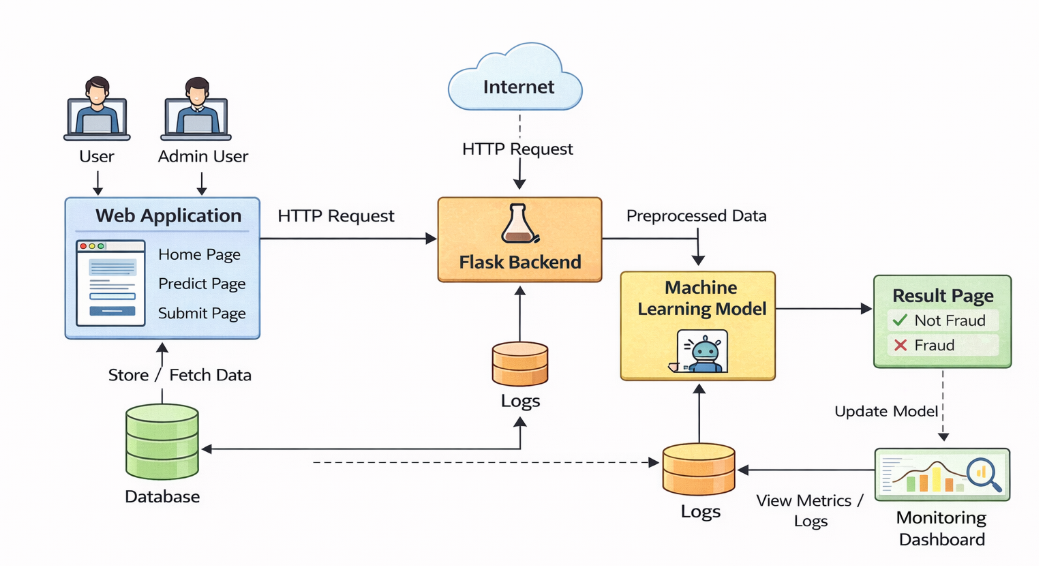 Internet
HTTP Request
User
Admin User
Web Application
Home Page
Predict Page
Submit Page
HTTP Request
Flask Backend
Preprocessed Data
Machine
Learning Model
Result Page
Not Fraud
Fraud
Store / Fetch Data
Logs
Update Model
Database
Logs
View Metrics /
Logs
Monitoring
Dashboard